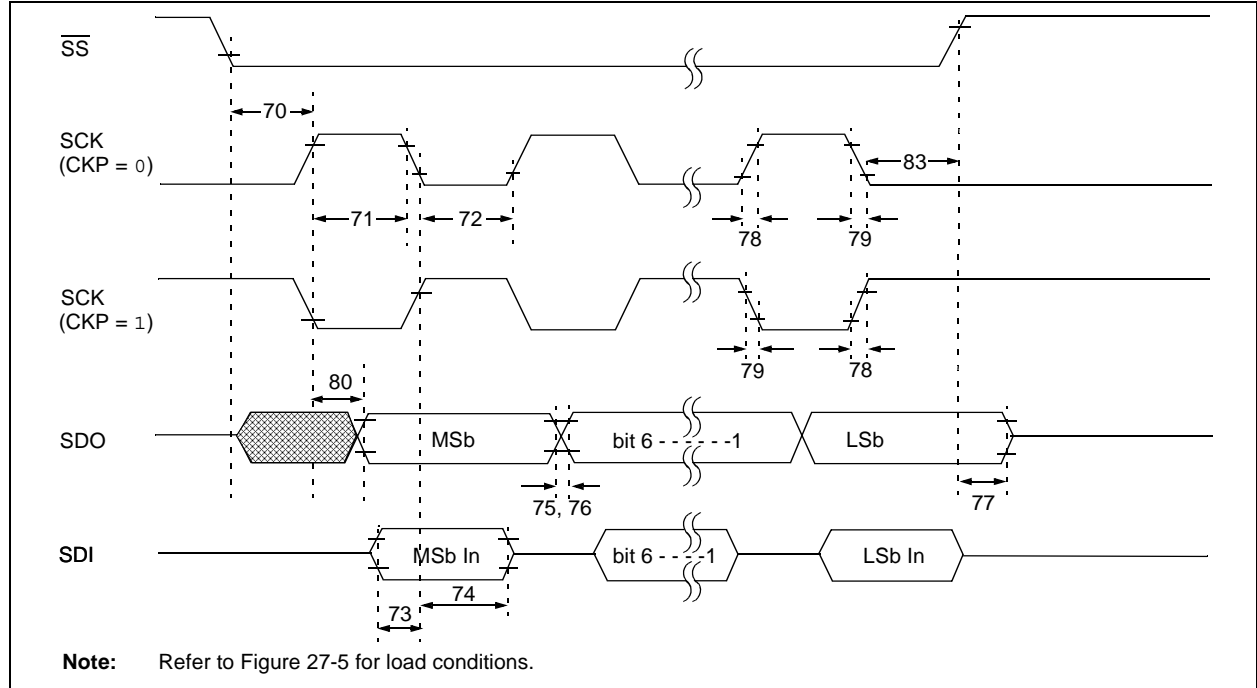 SS
70
SCK
(CKP = 0)
83
71
72
78
79
SCK
(CKP = 1)
79
78
80
SDO
MSb
bit 6 - - - - - -1
LSb
75, 76
77
SDI
MSb In
bit 6 - - - -1
LSb In
74
73
Note: Refer to Figure 27-5 for load conditions.